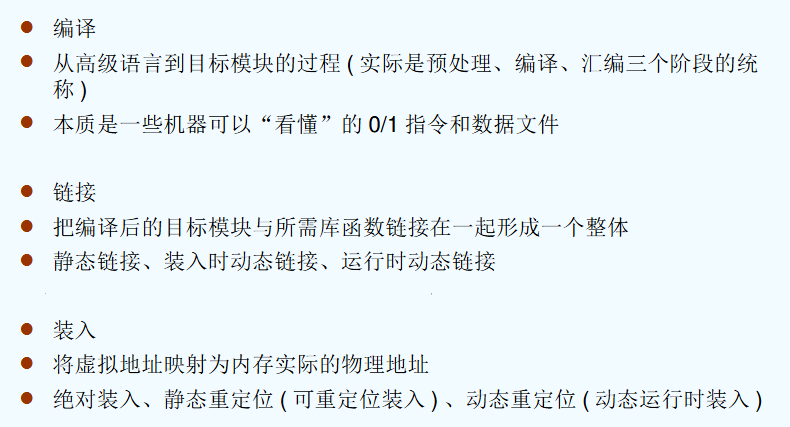 编译
从高级语言到目标模块的过程 ( 实际是预处理、编译、汇编三个阶段的统
称 )
本质是一些机器可以“看懂”的 0/1 指令和数据文件
链接
把编译后的目标模块与所需库函数链接在一起形成一个整体
静态链接、装入时动态链接、运行时动态链接
装入
将虚拟地址映射为内存实际的物理地址
绝对装入、静态重定位 ( 可重定位装入 ) 、动态重定位 ( 动态运行时装入 )